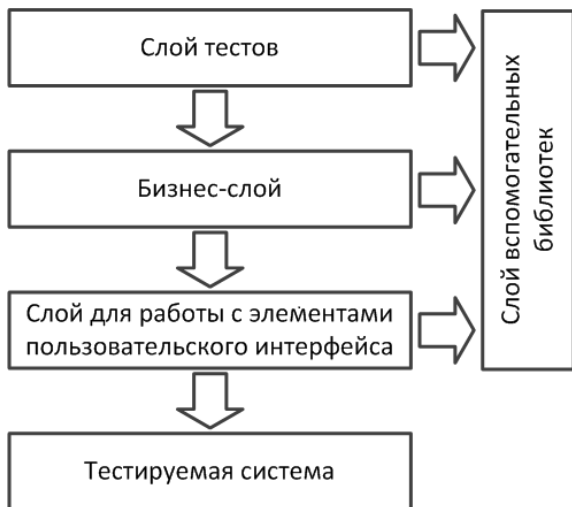 Слой тестов
Бизнес-слой
Слой для работы с элементами
пользовательского интерфейса
Тестируемая система
Слой вспомогательных
библиотек